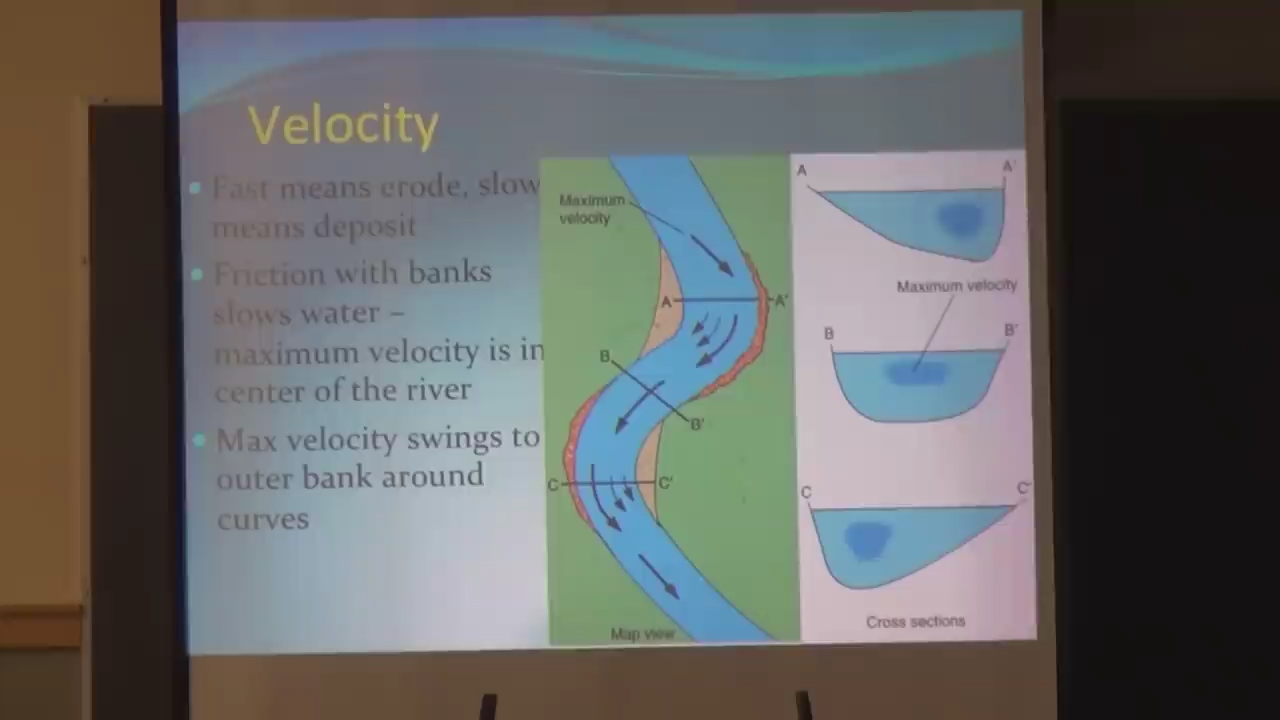 Velocity
• Fast means erode, slow
means deposit
• Friction with banks
slows water –
maximum velocity is in
center of the river
• Max velocity swings to
outer bank around
curves
Maximum
velocity
A
A'
B
B'
C
C'
Map view
A
A'
Maximum velocity
B
B'
C
C'
Cross sections